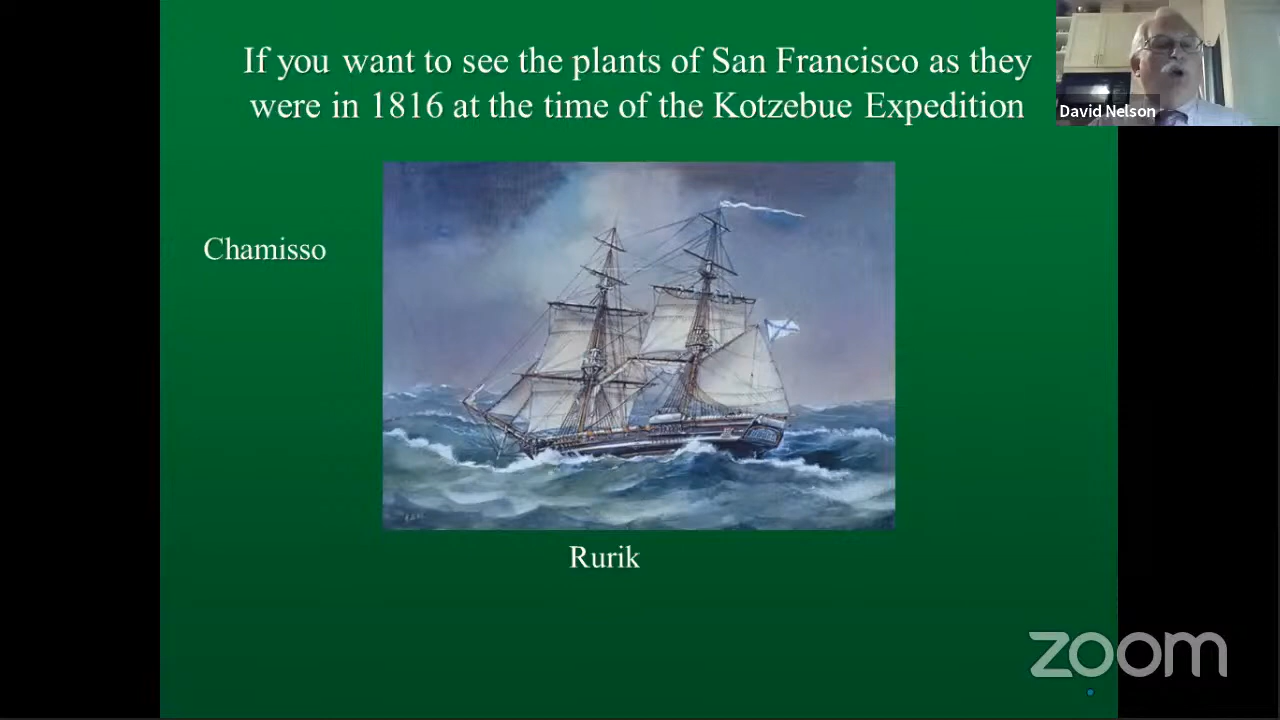 If you want to see the plants of San Francisco as they
were in 1816 at the time of the Kotzebue Expedition
David Nelson
Chamisso
Rurik
zoom